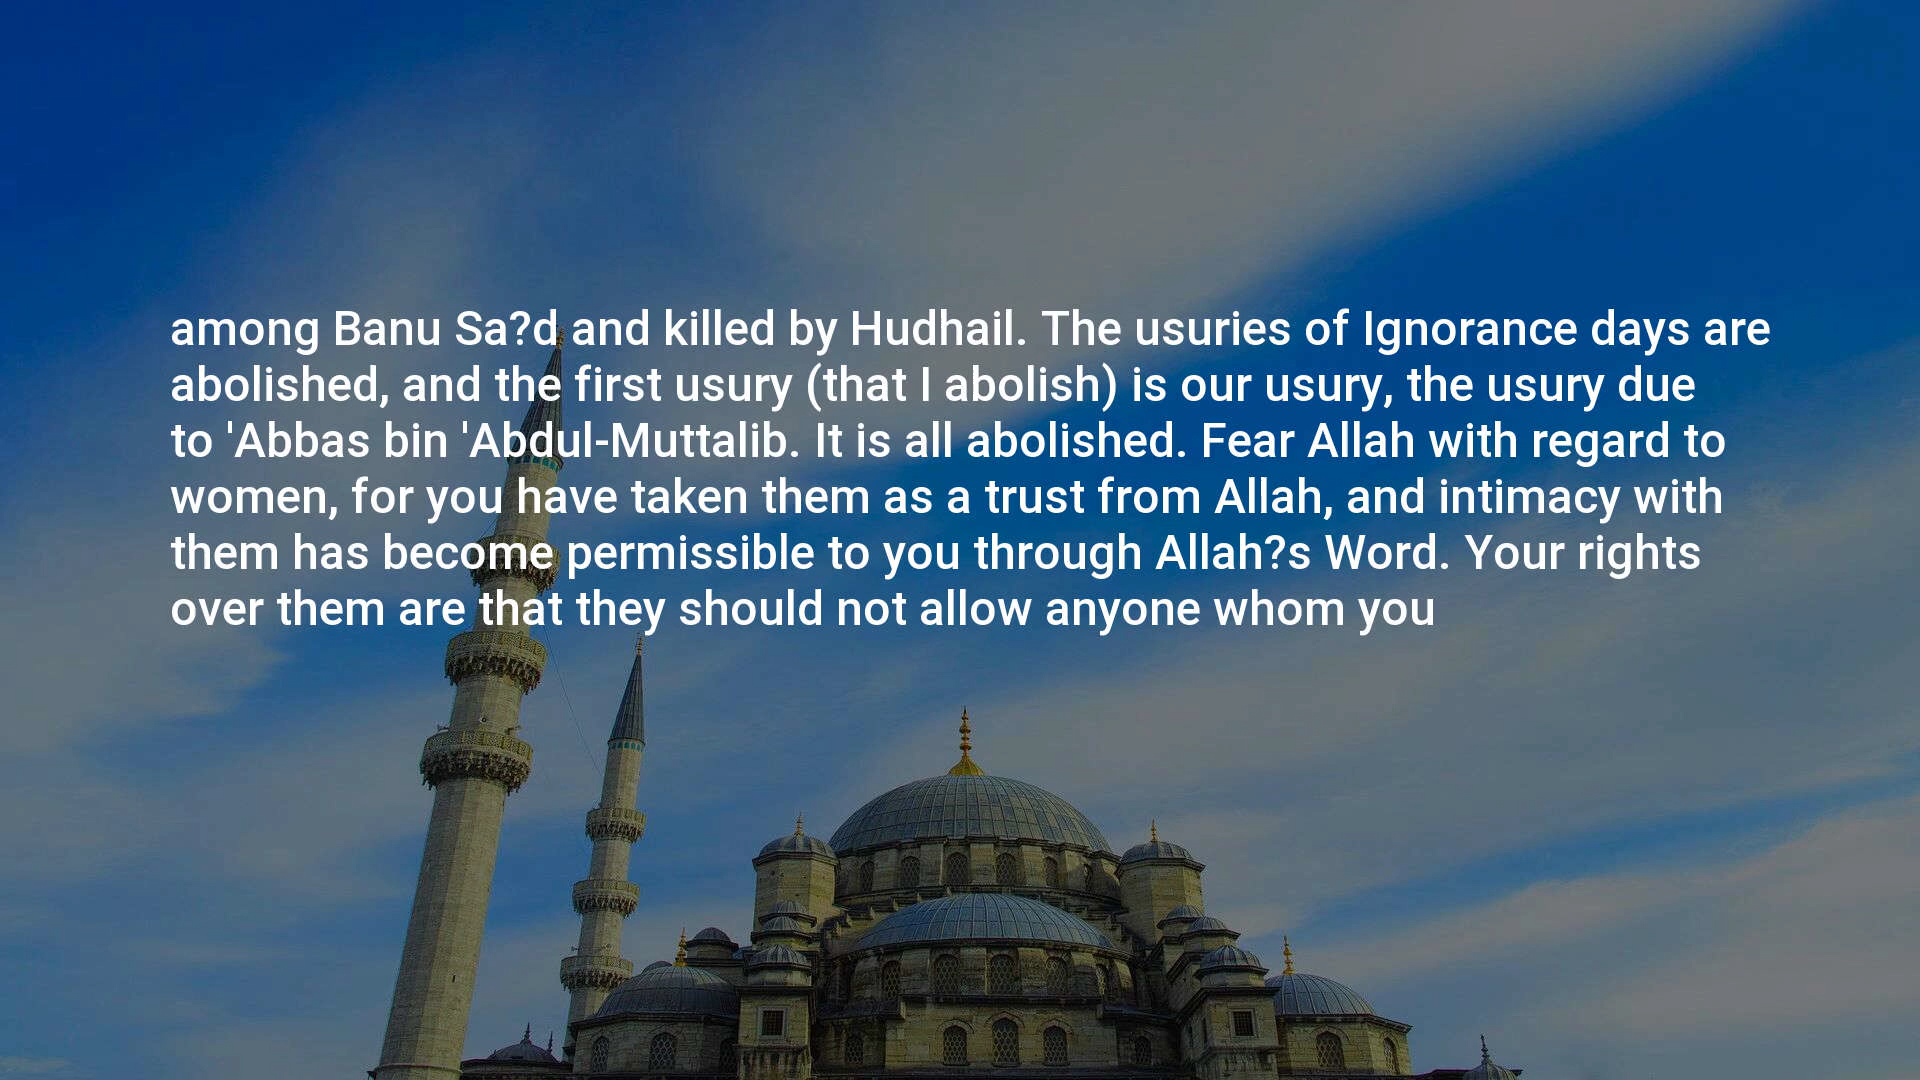 among Banu Sa?d and killed by Hudhail. The usuries of Ignorance days are
abolished, and the first usury (that I abolish) is our usury, the usury due
to 'Abbas bin 'Abdul-Muttalib. It is all abolished. Fear Allah with regard to
women, for you have taken them as a trust from Allah, and intimacy with
them has become permissible to you through Allah?s Word. Your rights
over them are that they should not allow anyone whom you